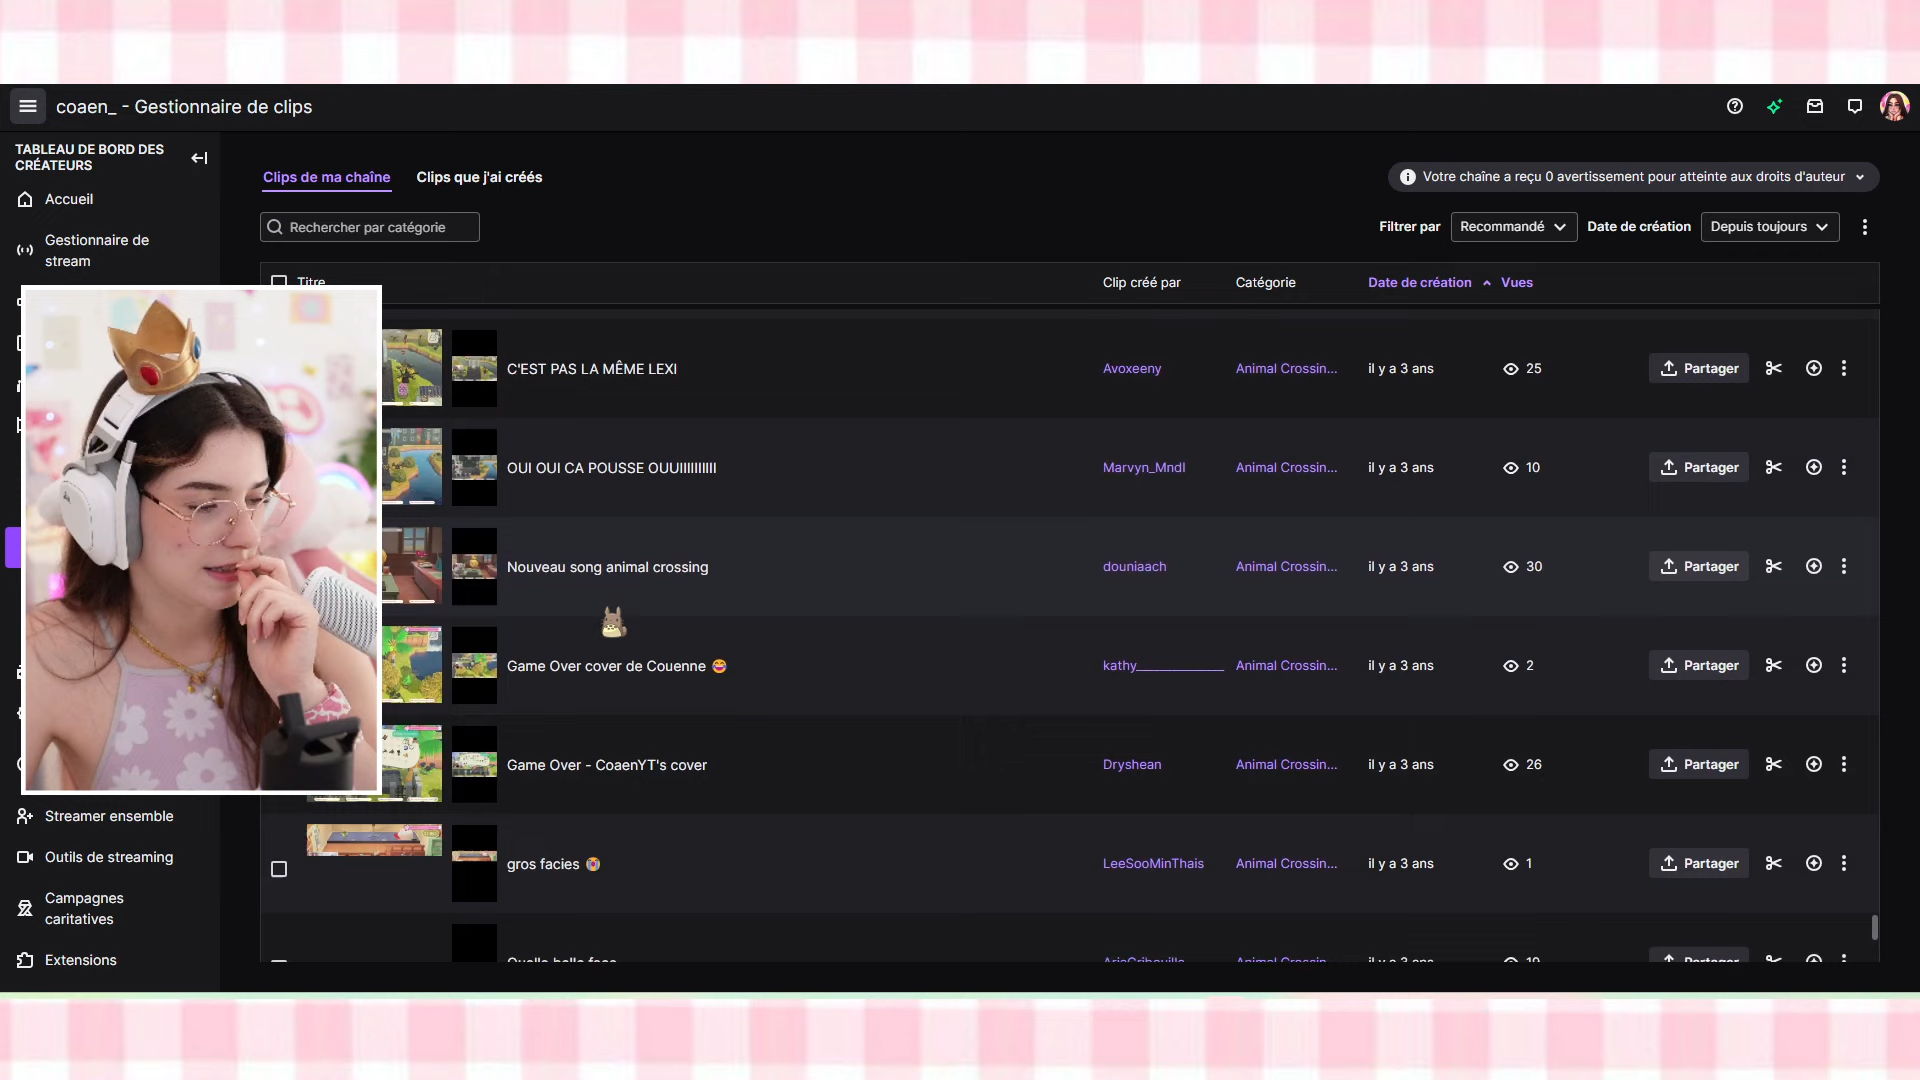 coaen_ - Gestionnaire de clips
TABLEAU DE BORD DES
CRÉATEURS
Accueil
Gestionnaire de
stream
Streamer ensemble
Outils de streaming
Campagnes
caritatives
Extensions
Clips de ma chaîne Clips que j'ai créés
Votre chaîne a reçu 0 avertissement pour atteinte aux droits d'auteur
Rechercher par catégorie
Filtrer par Recommandé Date de création Depuis toujours
Titre Clip créé par Catégorie Date de création Vues
C'EST PAS LA MÊME LEXI Avoxeeny Animal Crossin... il y a 3 ans 25 Partager
OUI OUI CA POUSSE OUUIIIIIIIIII Marvyn_Mndl Animal Crossin... il y a 3 ans 10 Partager
Nouveau song animal crossing douniaach Animal Crossin... il y a 3 ans 30 Partager
Game Over cover de Couenne 😂 kathy____________ Animal Crossin... il y a 3 ans 2 Partager
Game Over - CoaenYT's cover Dryshean Animal Crossin... il y a 3 ans 26 Partager
gros facies 😭 LeeSooMinThais Animal Crossin... il y a 3 ans 1 Partager